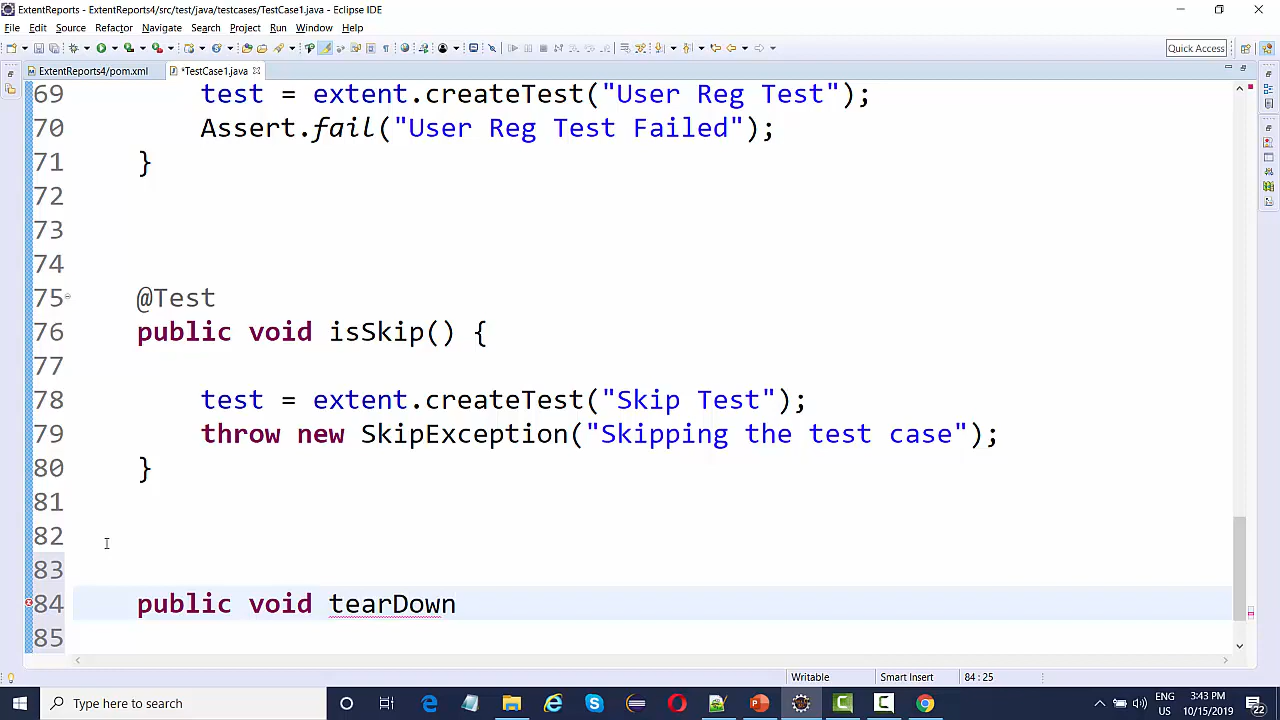 ExtentReports - ExtentReports4/src/test/java/testcases/TestCase1.java - Eclipse IDE
File Edit Source Refactor Navigate Search Project Run Window Help
Quick Access
ExtentReports4/pom.xml *TestCase1.java
69 test = extent.createTest("User Reg Test");
70 Assert.fail("User Reg Test Failed");
71 }
72
73
74
75 @Test
76 public void isSkip() {
77
78 test = extent.createTest("Skip Test");
79 throw new SkipException("Skipping the test case");
80 }
81
82
83
84 public void tearDown
85
Writable Smart Insert 84 : 25
Type here to search
ENG
US
3:43 PM
10/15/2019
22